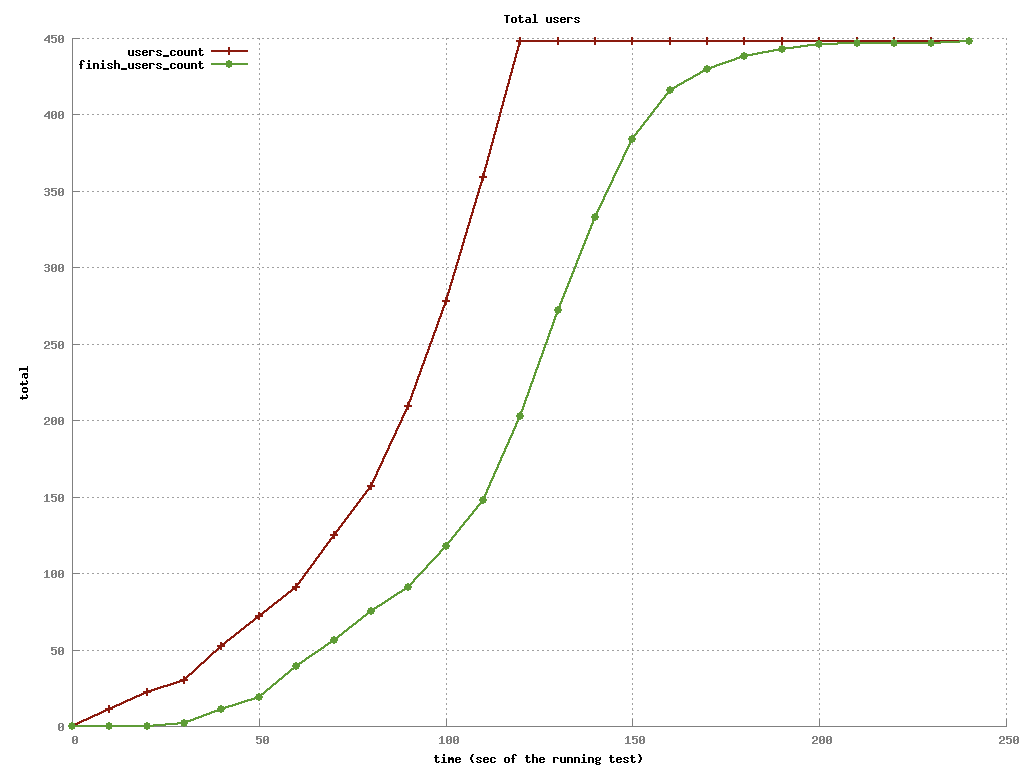 Total users
users_count
finish_users_count
450
400
350
300
250
200
150
100
50
0
total
0 50 100 150 200 250
time (sec of the running test)